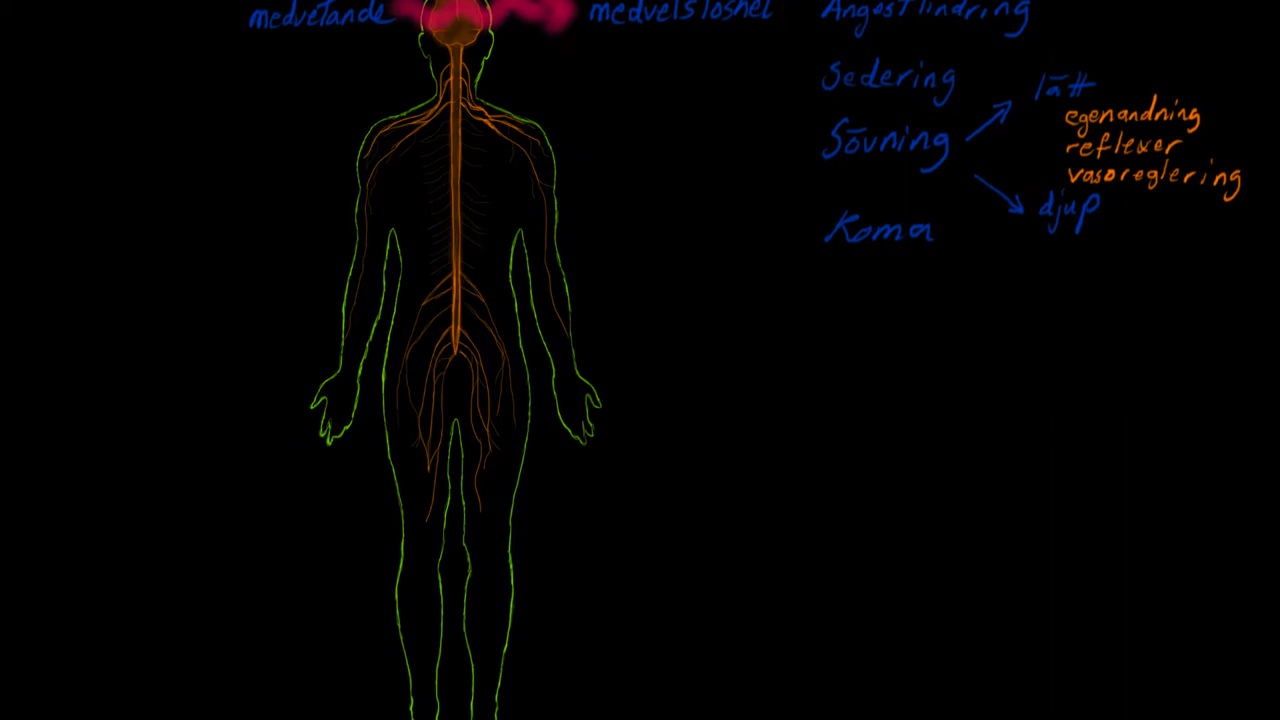 medvetande
medvetslöshet
Ångestlindring
Sedering
Sövning
lätt
egenandning
reflexer
vasoreglering
djup
Koma